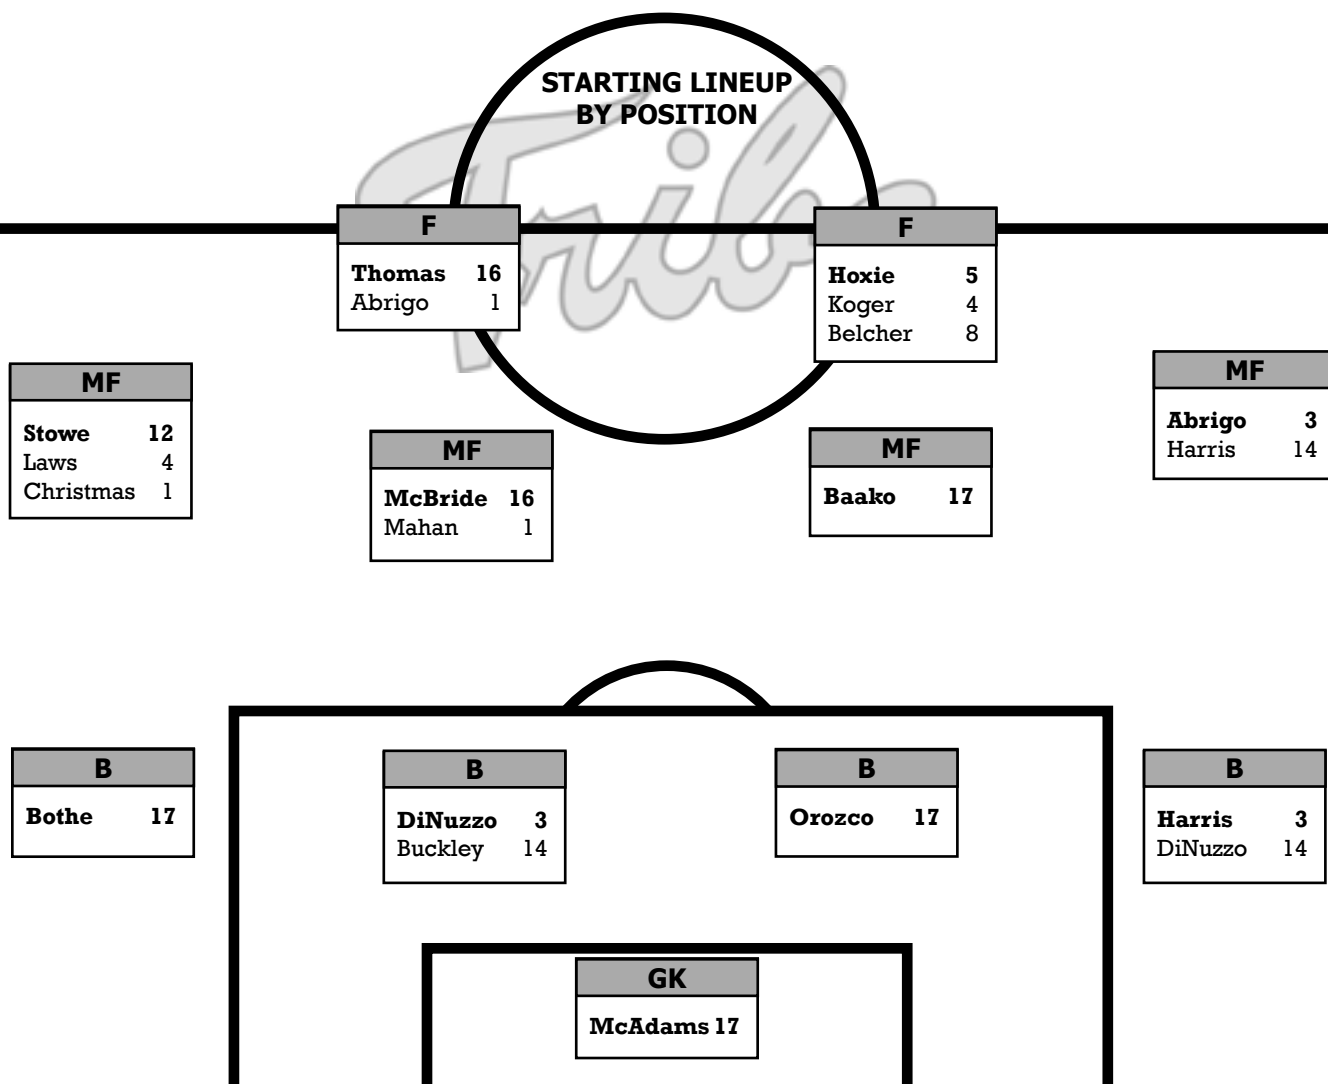 STARTING LINEUP
BY POSITION
Tribe
F
Thomas 16
Abrigo 1
F
Hoxie 5
Koger 4
Belcher 8
MF
Stowe 12
Laws 4
Christmas 1
MF
McBride 16
Mahan 1
MF
Baako 17
MF
Abrigo 3
Harris 14
B
Bothe 17
B
DiNuzzo 3
Buckley 14
B
Orozco 17
B
Harris 3
DiNuzzo 14
GK
McAdams 17